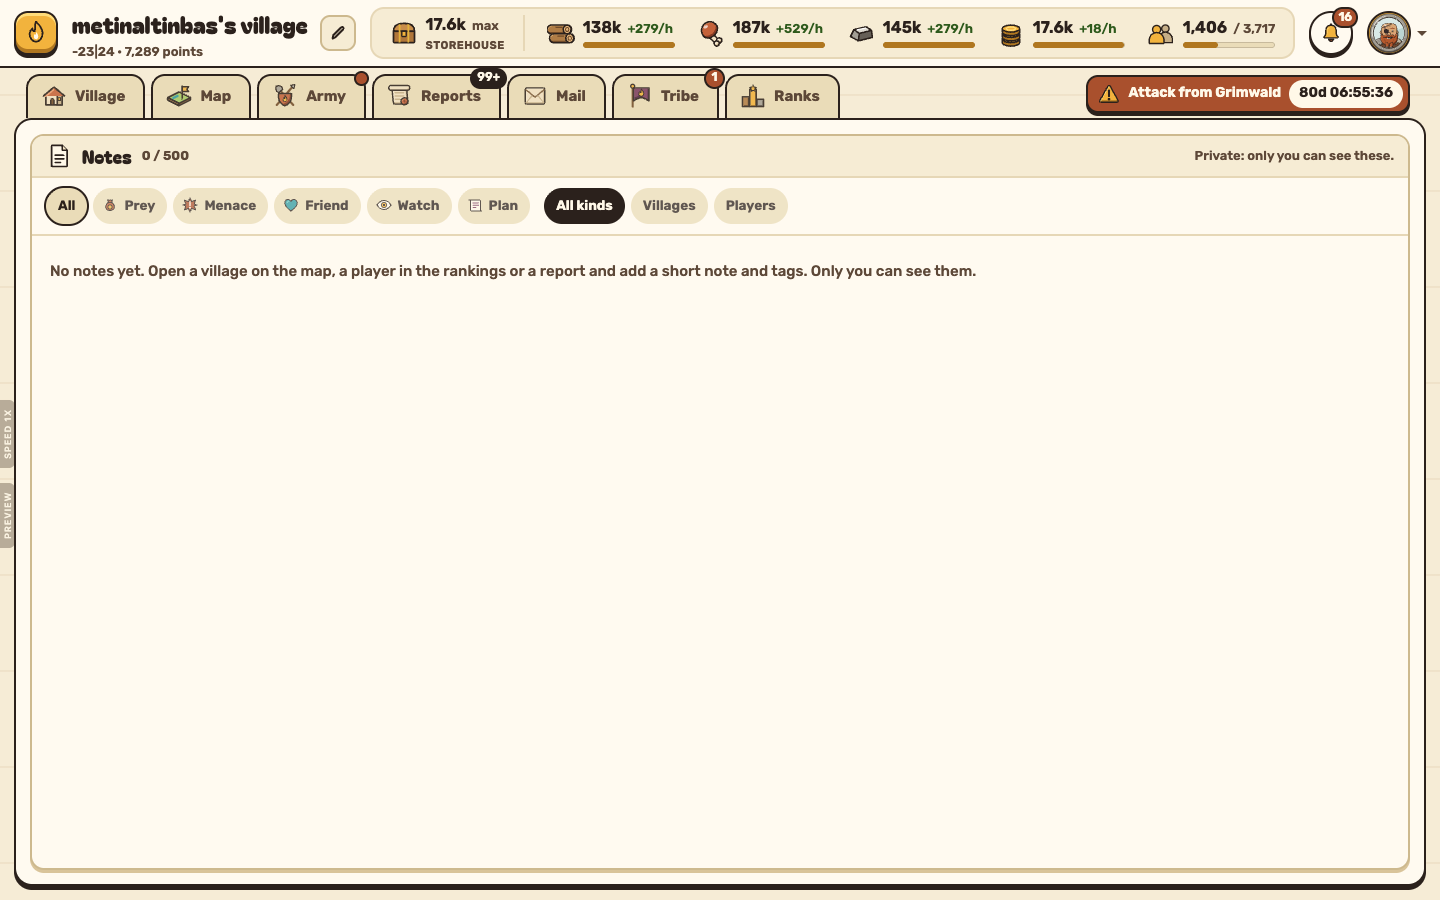 metinaltinbas's village
-23|24 • 7,289 points
17.6k max
STOREHOUSE
138k +279/h
187k +529/h
145k +279/h
17.6k +18/h
1,406 / 3,717
16
Village
Map
Army
Reports
99+
Mail
Tribe
1
Ranks
Attack from Grimwald 80d 06:55:36
Notes 0 / 500
Private: only you can see these.
All
Prey
Menace
Friend
Watch
Plan
All kinds
Villages
Players
No notes yet. Open a village on the map, a player in the rankings or a report and add a short note and tags. Only you can see them.
SPEED 1X
PREVIEW